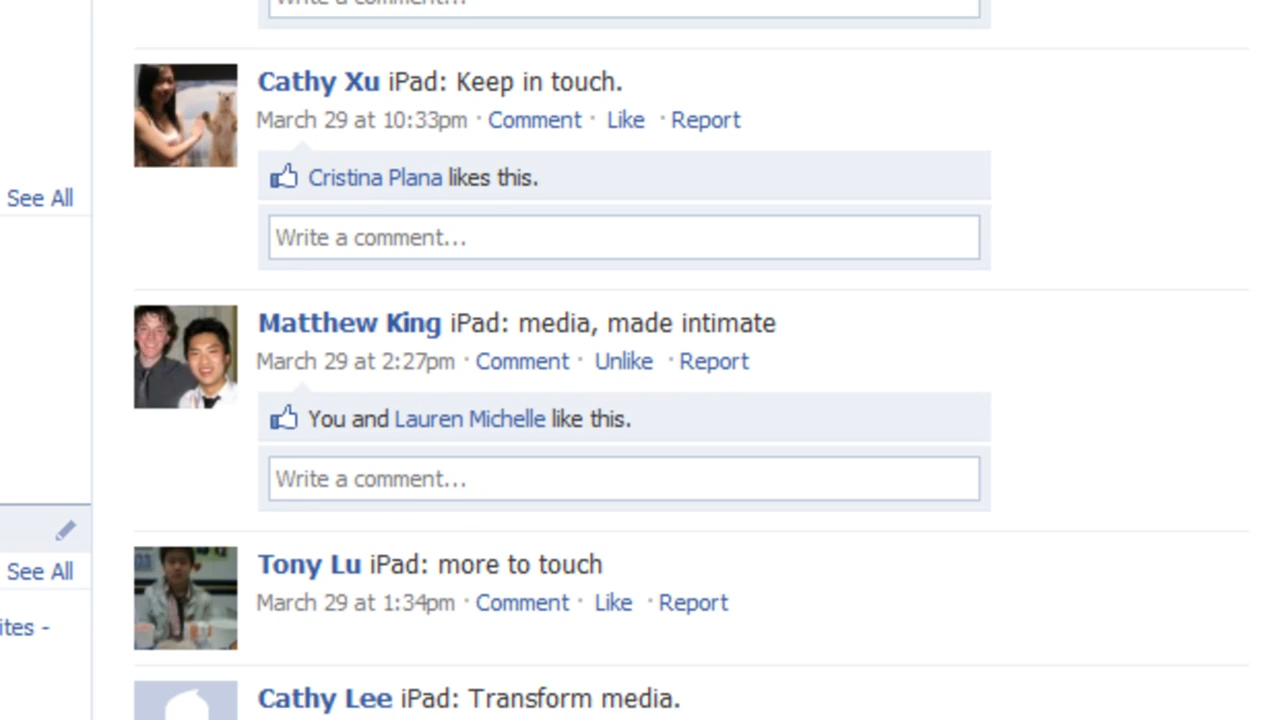 Write a comment...
Cathy Xu iPad: Keep in touch.
March 29 at 10:33pm · Comment · Like · Report
See All
Cristina Plana likes this.
Write a comment...
Matthew King iPad: media, made intimate
March 29 at 2:27pm · Comment · Unlike · Report
You and Lauren Michelle like this.
Write a comment...
Tony Lu iPad: more to touch
See All
March 29 at 1:34pm · Comment · Like · Report
ites -
Cathy Lee iPad: Transform media.